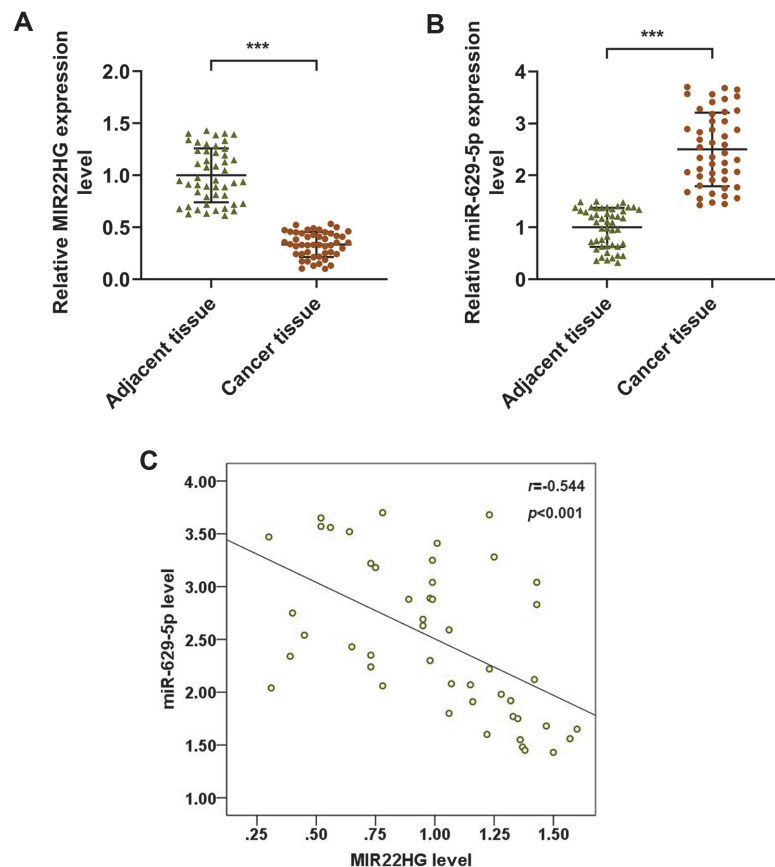 A
Relative MIR22HG expression
level
***
2.0
1.5
1.0
0.5
0.0
Adjacent tissue
Cancer tissue
B
Relative miR-629-5p expression
level
***
4
3
2
1
0
Adjacent tissue
Cancer tissue
C
miR-629-5p level
4.00
3.50
3.00
2.50
2.00
1.50
1.00
r=-0.544
p<0.001
.25 .50 .75 1.00 1.25 1.50
MIR22HG level